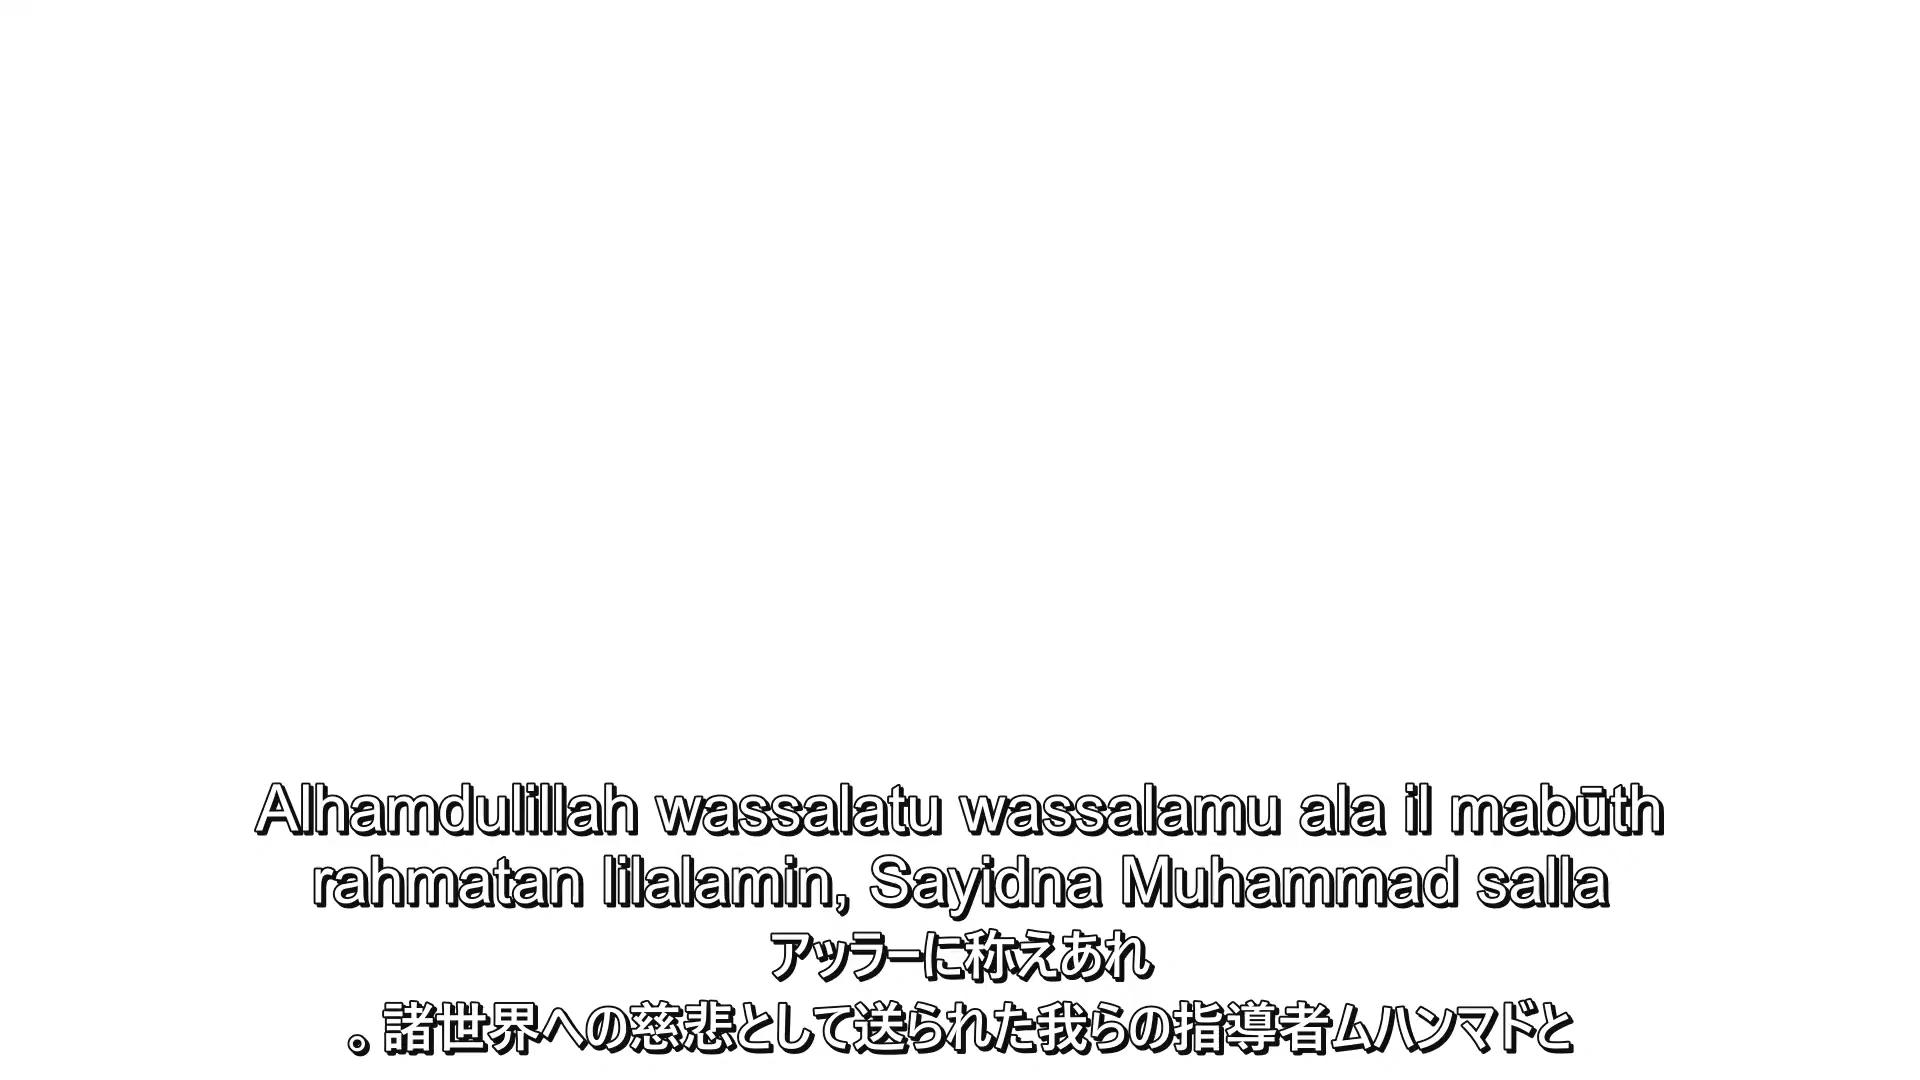 Alhamdulillah wassalatu wassalamu ala il mabūth
rahmatan lilalamin, Sayidna Muhammad salla
アッラーに称えあれ
。諸世界への慈悲として送られた我らの指導者ムハンマドと